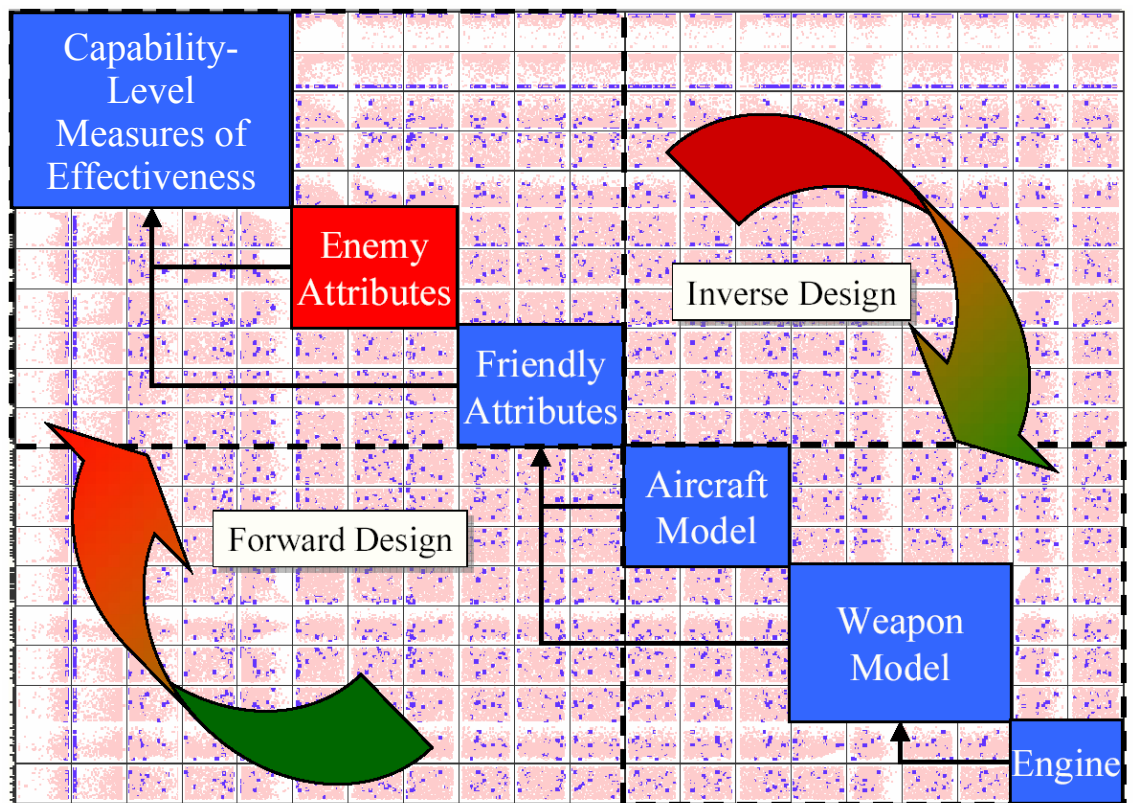 Capability-
Level
Measures of
Effectiveness
Enemy
Attributes
Inverse Design
Friendly
Attributes
Aircraft
Model
Forward Design
Weapon
Model
Engine